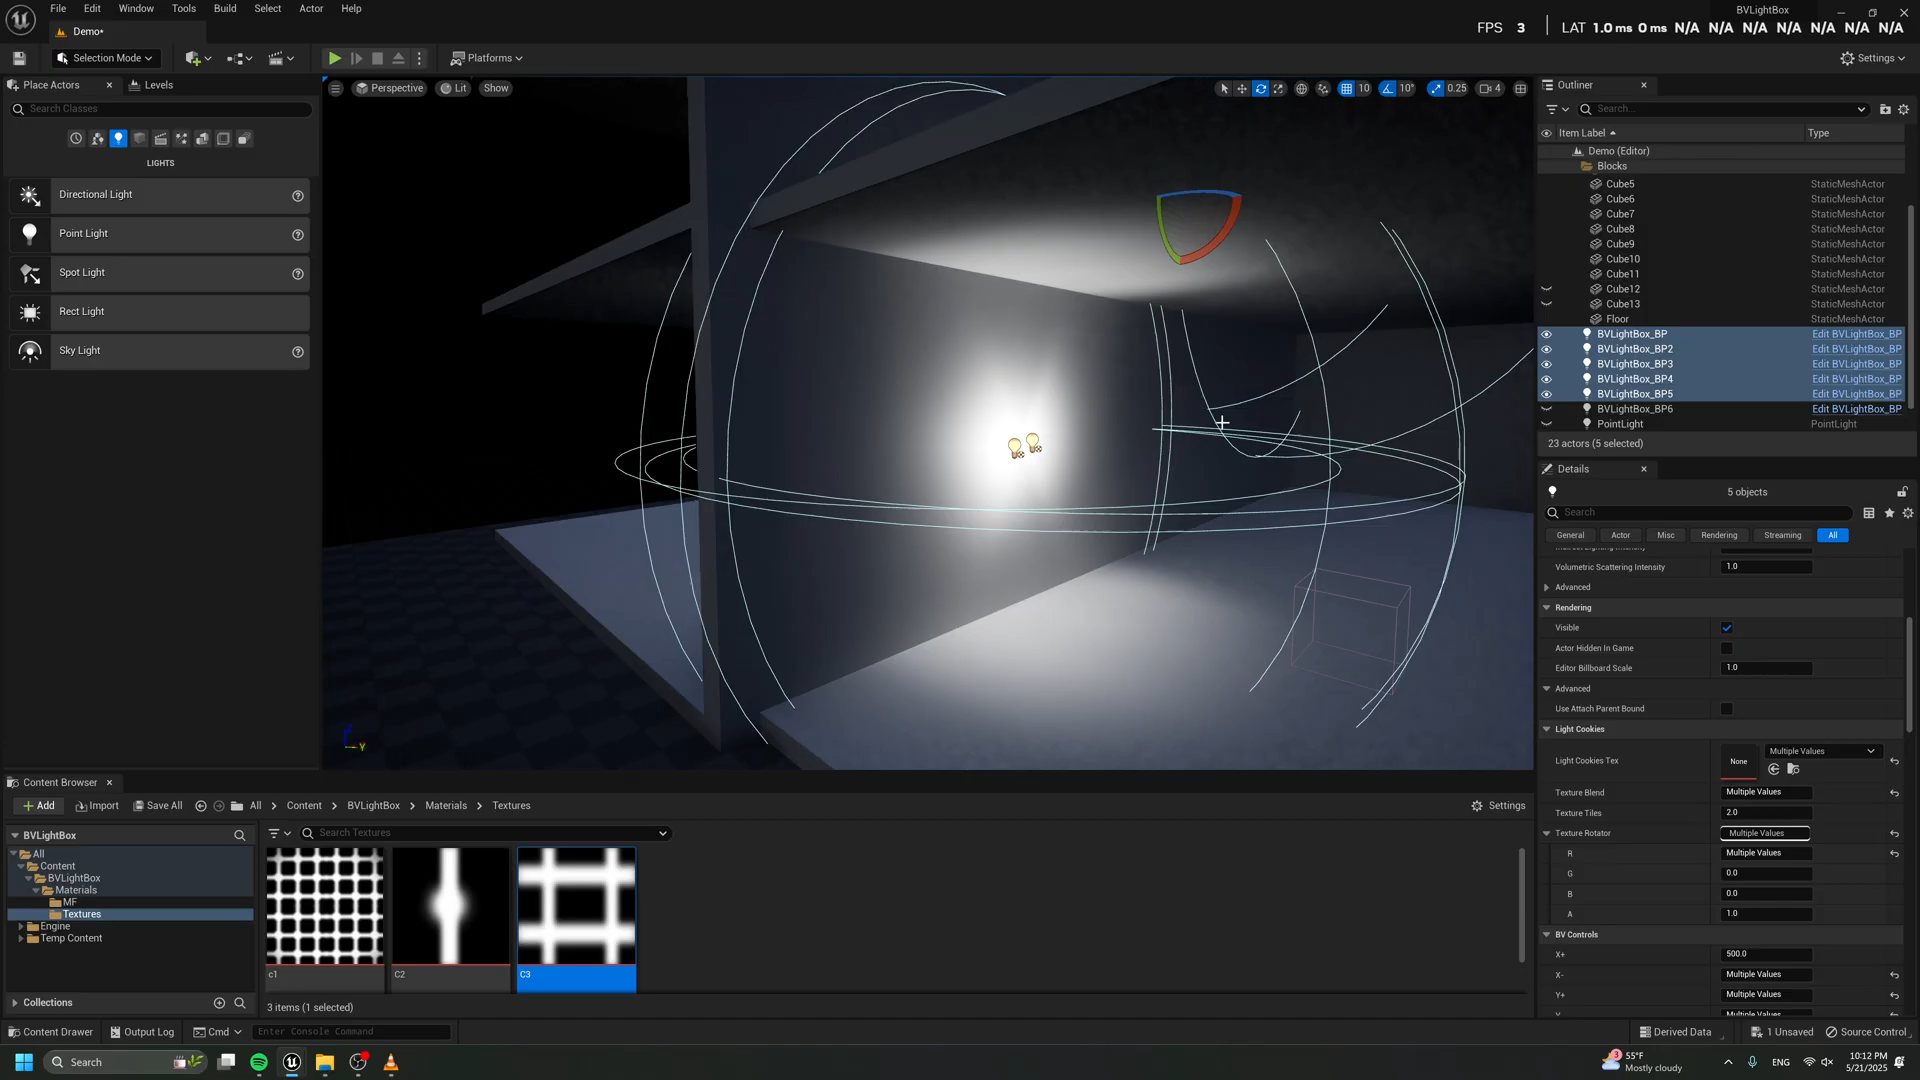 File Edit Window Tools Build Select Actor Help
BVLightBox
Demo*
FPS 3 LAT 1.0 ms 0 ms N/A N/A N/A N/A N/A N/A N/A
Selection Mode
Platforms
Settings
Place Actors
Levels
Search Classes
LIGHTS
Directional Light
Point Light
Spot Light
Rect Light
Sky Light
Perspective Lit Show
10 10° 0.25 4
Y
Outliner
Search...
Item Label Type
Demo (Editor)
Blocks
Cube5 StaticMeshActor
Cube6 StaticMeshActor
Cube7 StaticMeshActor
Cube8 StaticMeshActor
Cube9 StaticMeshActor
Cube10 StaticMeshActor
Cube11 StaticMeshActor
Cube12 StaticMeshActor
Cube13 StaticMeshActor
Floor StaticMeshActor
BVLightBox_BP Edit BVLightBox_BP
BVLightBox_BP2 Edit BVLightBox_BP
BVLightBox_BP3 Edit BVLightBox_BP
BVLightBox_BP4 Edit BVLightBox_BP
BVLightBox_BP5 Edit BVLightBox_BP
BVLightBox_BP6 Edit BVLightBox_BP
PointLight PointLight
23 actors (5 selected)
Details
5 objects
Search
General Actor Misc Rendering Streaming All
Volumetric Scattering Intensity 1.0
Advanced
Rendering
Visible
Actor Hidden In Game
Editor Billboard Scale 1.0
Advanced
Use Attach Parent Bound
Light Cookies
Light Cookies Tex None Multiple Values
Texture Blend Multiple Values
Texture Tiles 2.0
Texture Rotator Multiple Values
R Multiple Values
G 0.0
B 0.0
A 1.0
BV Controls
X+ 500.0
X- Multiple Values
Y+ Multiple Values
Content Browser
Add Import Save All All Content BVLightBox Materials Textures Settings
BVLightBox
Search Textures
All
Content
BVLightBox
Materials
MF
Textures
Engine
Temp Content
c1 C2 C3
Collections
3 items (1 selected)
Content Drawer Output Log Cmd Enter Console Command
Derived Data 1 Unsaved Source Control
Search
3 55°F
Mostly cloudy
ENG
10:12 PM
5/21/2025